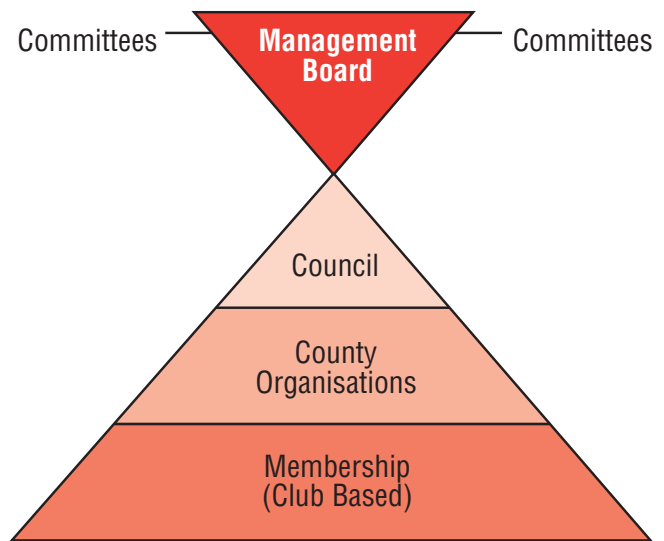 Committees
Management
Board
Committees
Council
County
Organisations
Membership
(Club Based)